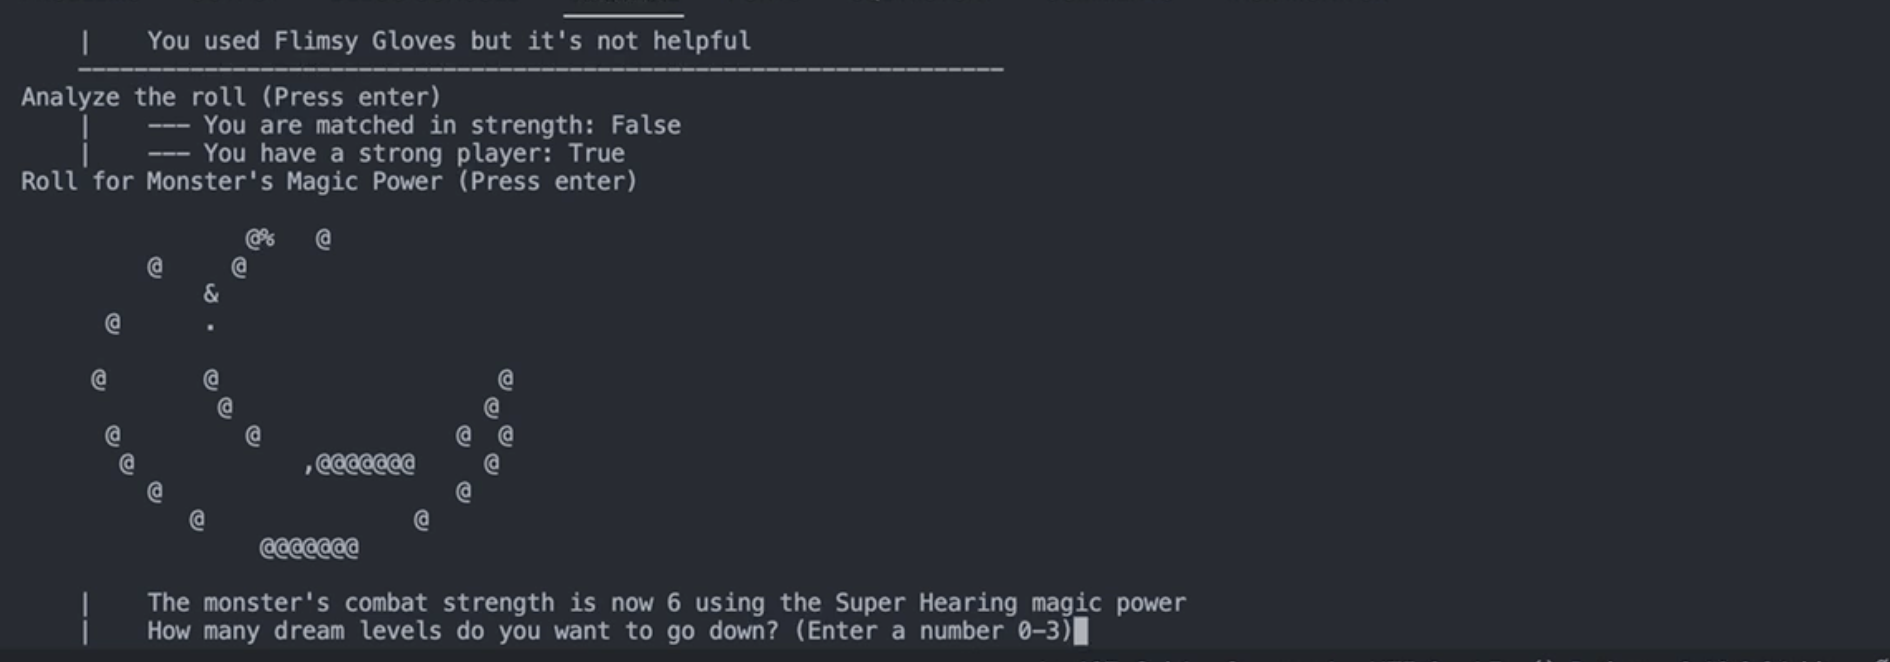 |    You used Flimsy Gloves but it's not helpful
------------------------------------------------------------------
Analyze the roll (Press enter)
|    --- You are matched in strength: False
|    --- You have a strong player: True
Roll for Monster's Magic Power (Press enter)
@%   @
@     @
&
@      .
@       @                    @
@                  @
@         @              @  @
@            ,@@@@@@@     @
@                     @
@               @
@@@@@@@
|    The monster's combat strength is now 6 using the Super Hearing magic power
|    How many dream levels do you want to go down? (Enter a number 0-3)